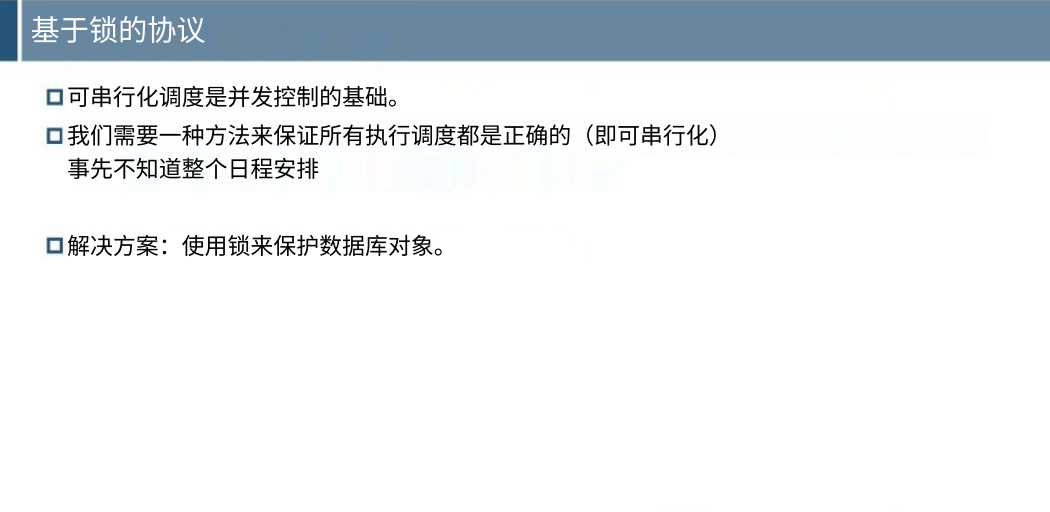 基于锁的协议
可串行化调度是并发控制的基础。
我们需要一种方法来保证所有执行调度都是正确的（即可串行化）
事先不知道整个日程安排
解决方案：使用锁来保护数据库对象。